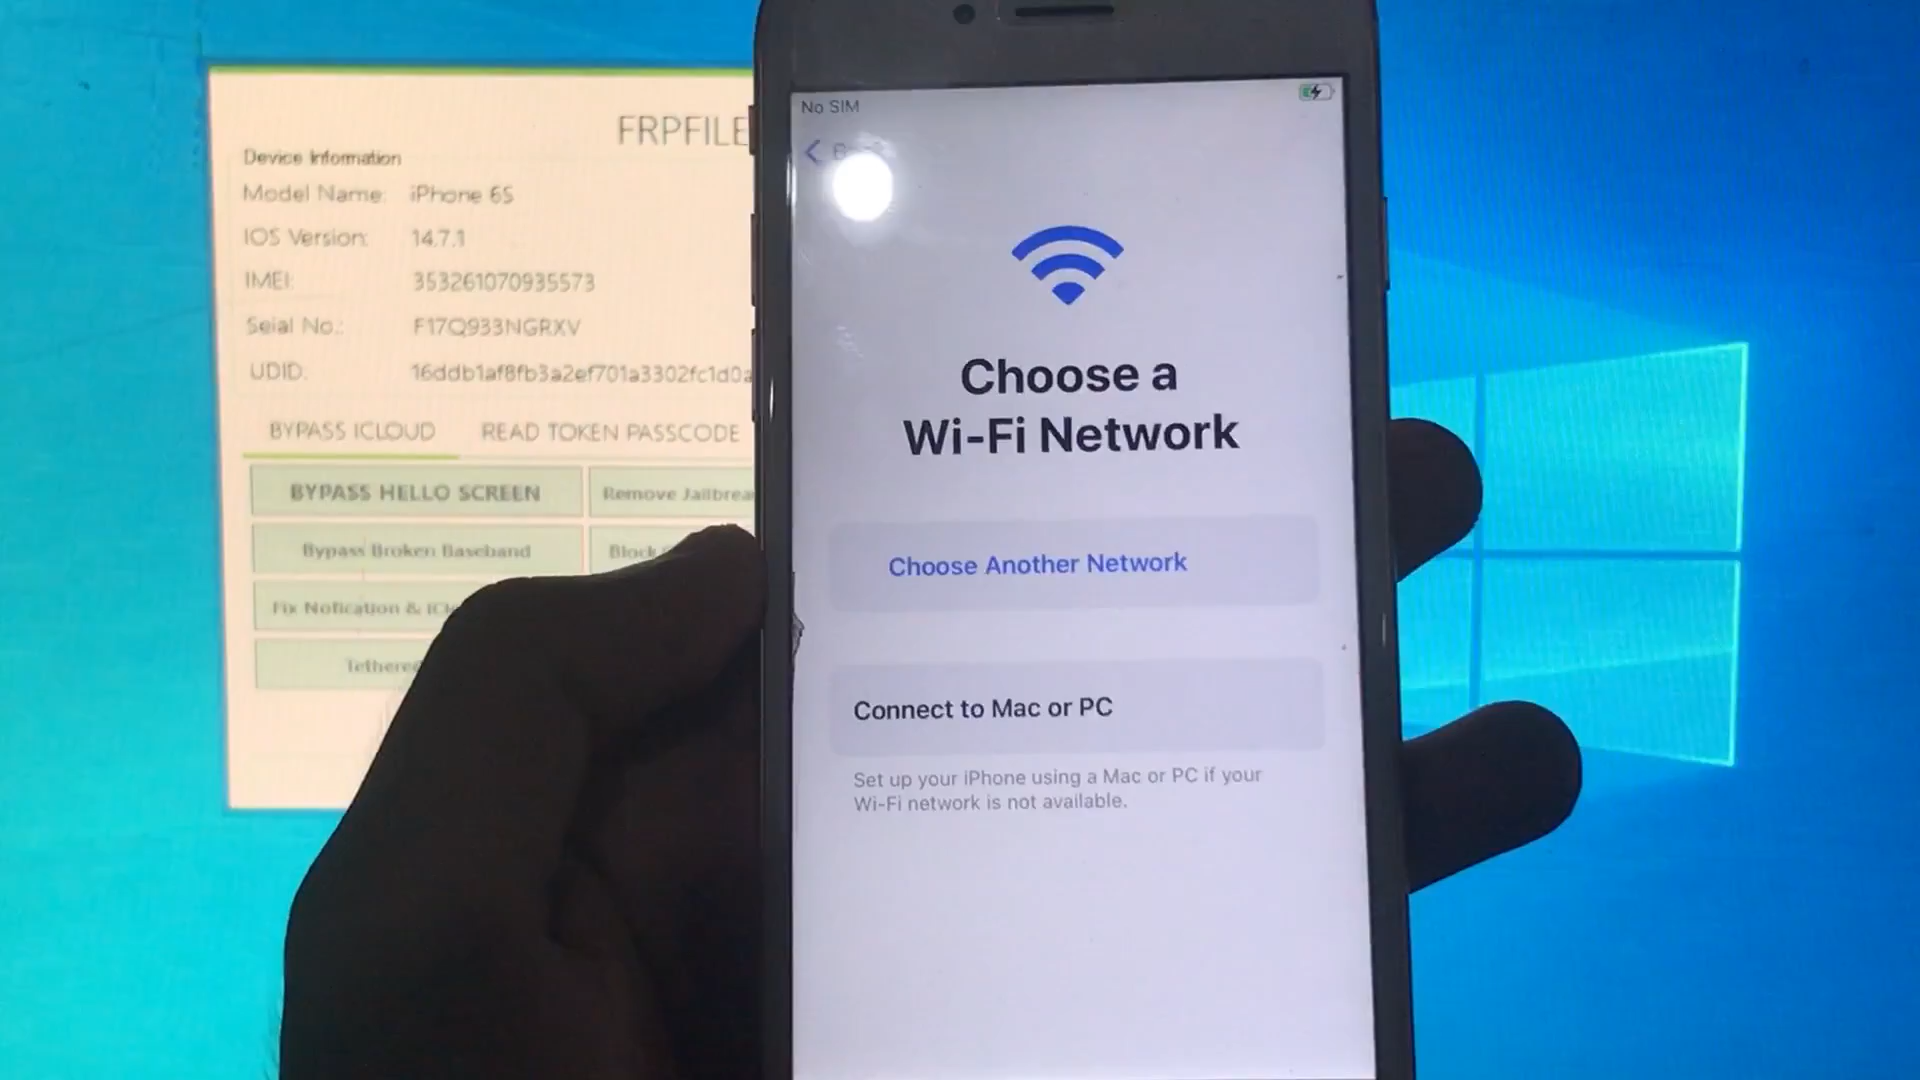 FRPFILE
Device Information
Model Name: iPhone 6S
IOS Version: 14.7.1
IMEI: 353261070935573
Seial No.: F17Q933NGRXV
UDID: 16ddb1af8fb3a2ef701a3302fc1d0a
BYPASS ICLOUD READ TOKEN PASSCODE
BYPASS HELLO SCREEN Remove Jailbrea
Bypass Broken Baseband Block
Fix Nofication &
Tethered
No SIM
Choose a
Wi-Fi Network
Choose Another Network
Connect to Mac or PC
Set up your iPhone using a Mac or PC if your
Wi-Fi network is not available.